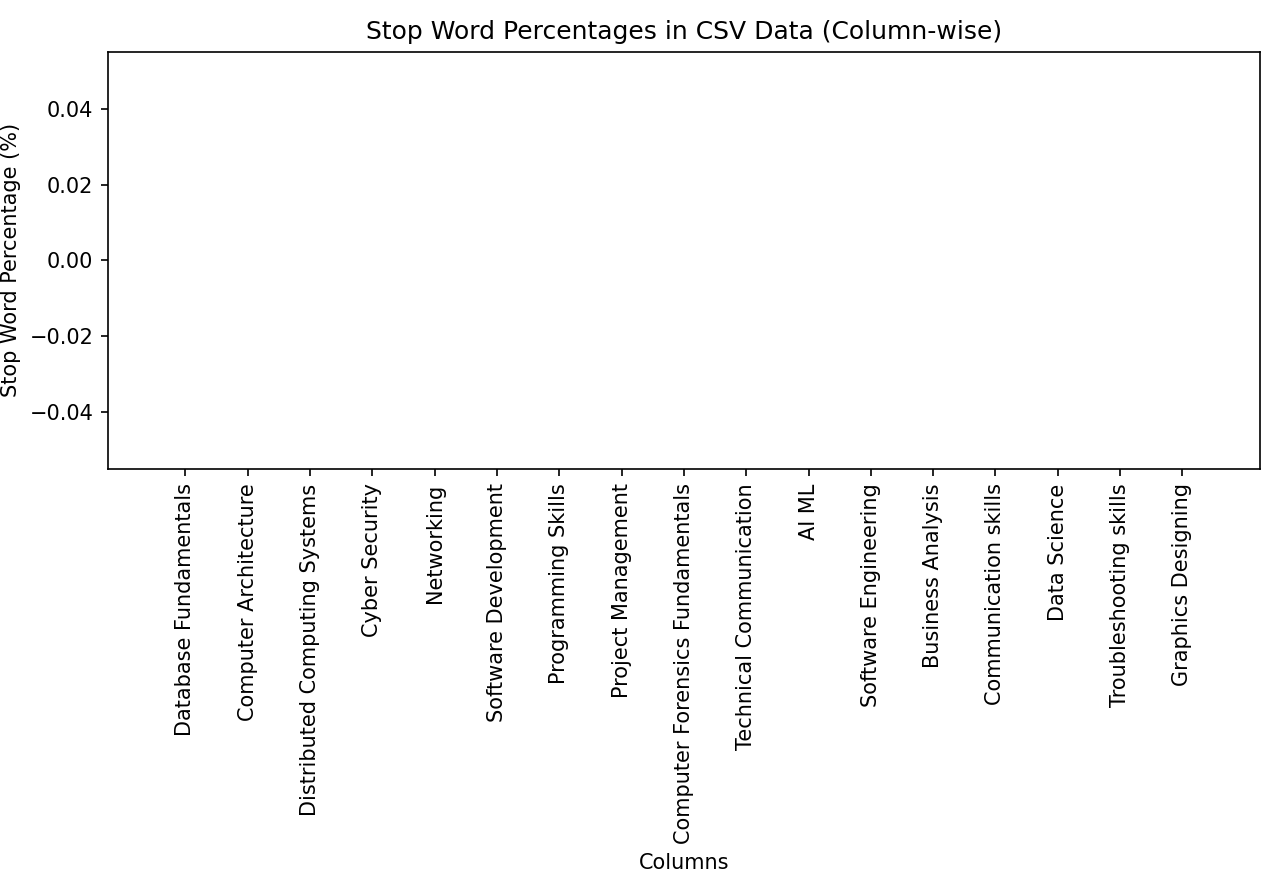 Stop Word Percentages in CSV Data (Column-wise)
Stop Word Percentage (%)
0.04
0.02
0.00
−0.02
−0.04
Database Fundamentals
Computer Architecture
Distributed Computing Systems
Cyber Security
Networking
Software Development
Programming Skills
Project Management
Computer Forensics Fundamentals
Technical Communication
AI ML
Software Engineering
Business Analysis
Communication skills
Data Science
Troubleshooting skills
Graphics Designing
Columns